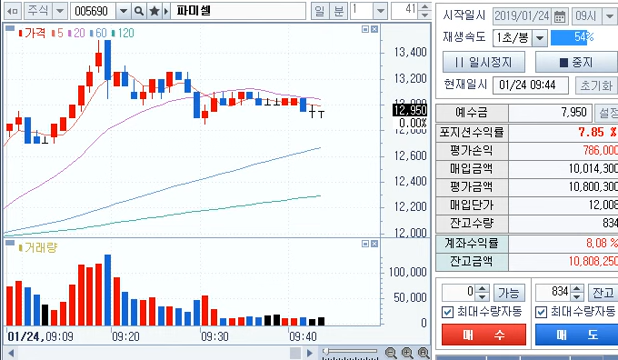 주식 005690 파미셀 일 분 1 41
가격 5 20 60 120
13,400
13,200
13,000
12,950
0.00%
12,800
12,600
12,400
12,200
12,000
거래량
100,000
50,000
0
01/24, 09:09 09:20 09:30 09:40
시작일시 2019/01/24 09시
재생속도 1초/봉 54%
일시정지 중지
현재일시 01/24 09:44 초기화
예수금 7,950 설정
포지션수익률 7.85 %
평가손익 786,000
매입금액 10,014,300
평가금액 10,800,300
매입단가 12,008
잔고수량 834
계좌수익률 8,08 %
잔고금액 10,808,250
0 가능 834 잔고
최대수량자동 최대수량자동
매 수 매 도